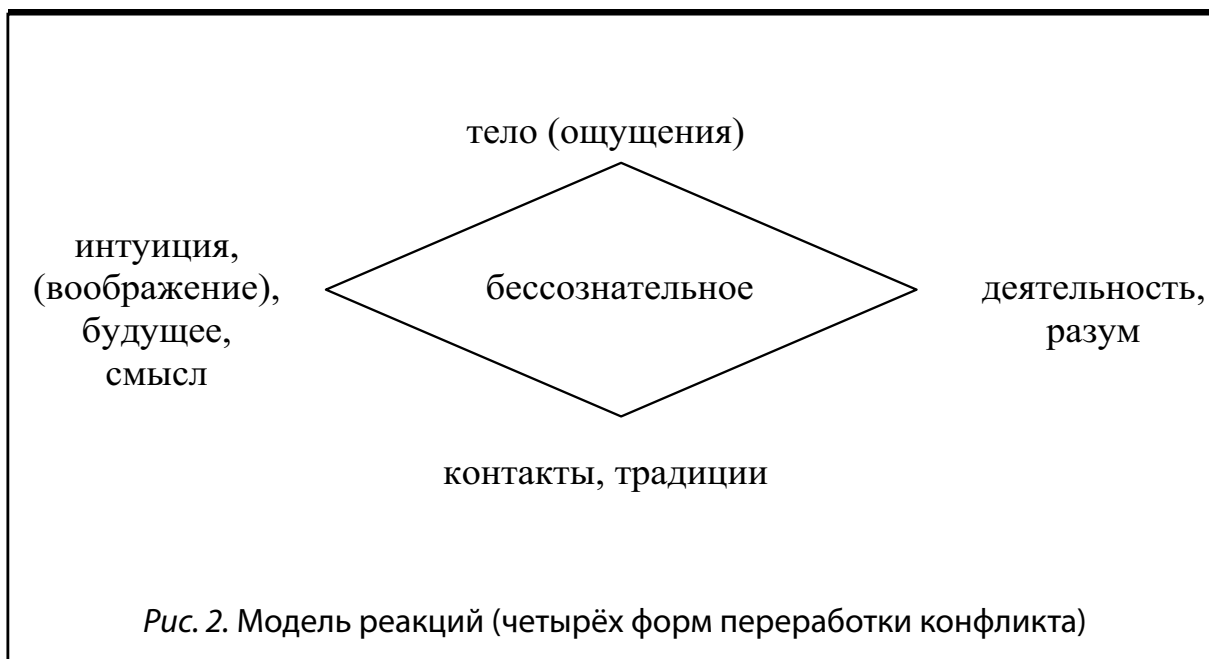 тело (ощущения)
интуиция,
(воображение),
будущее,
смысл
бессознательное
деятельность,
разум
контакты, традиции
Рис. 2. Модель реакций (четырёх форм переработки конфликта)